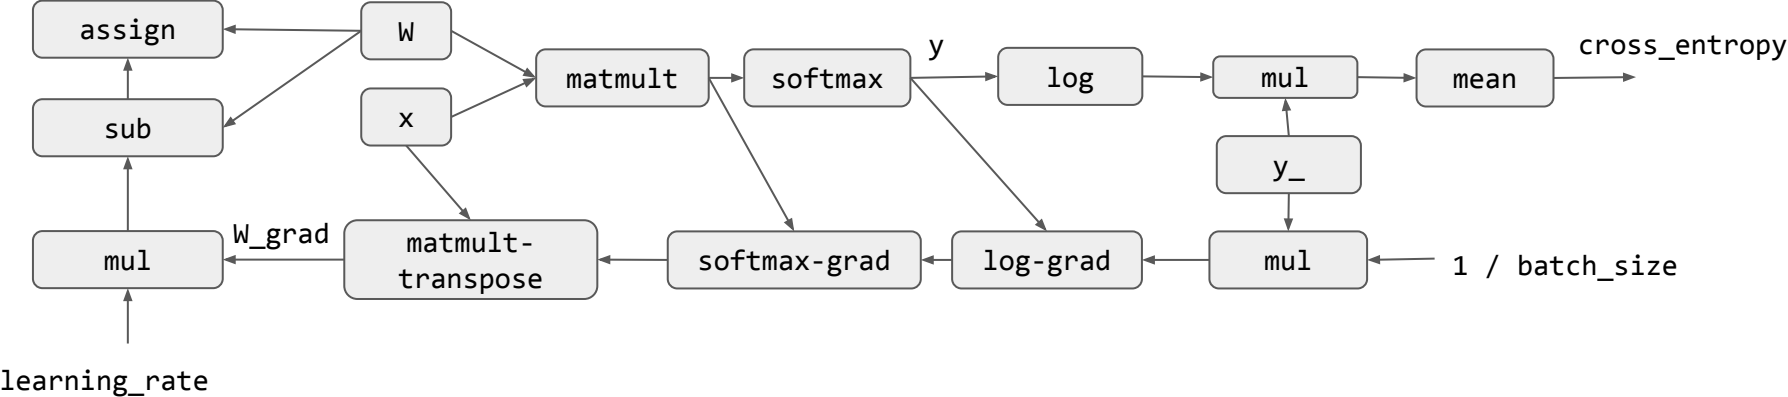 assign
W
y
cross_entropy
matmult
softmax
log
mul
mean
x
sub
y_
W_grad
mul
matmult-
transpose
softmax-grad
log-grad
mul
1 / batch_size
learning_rate